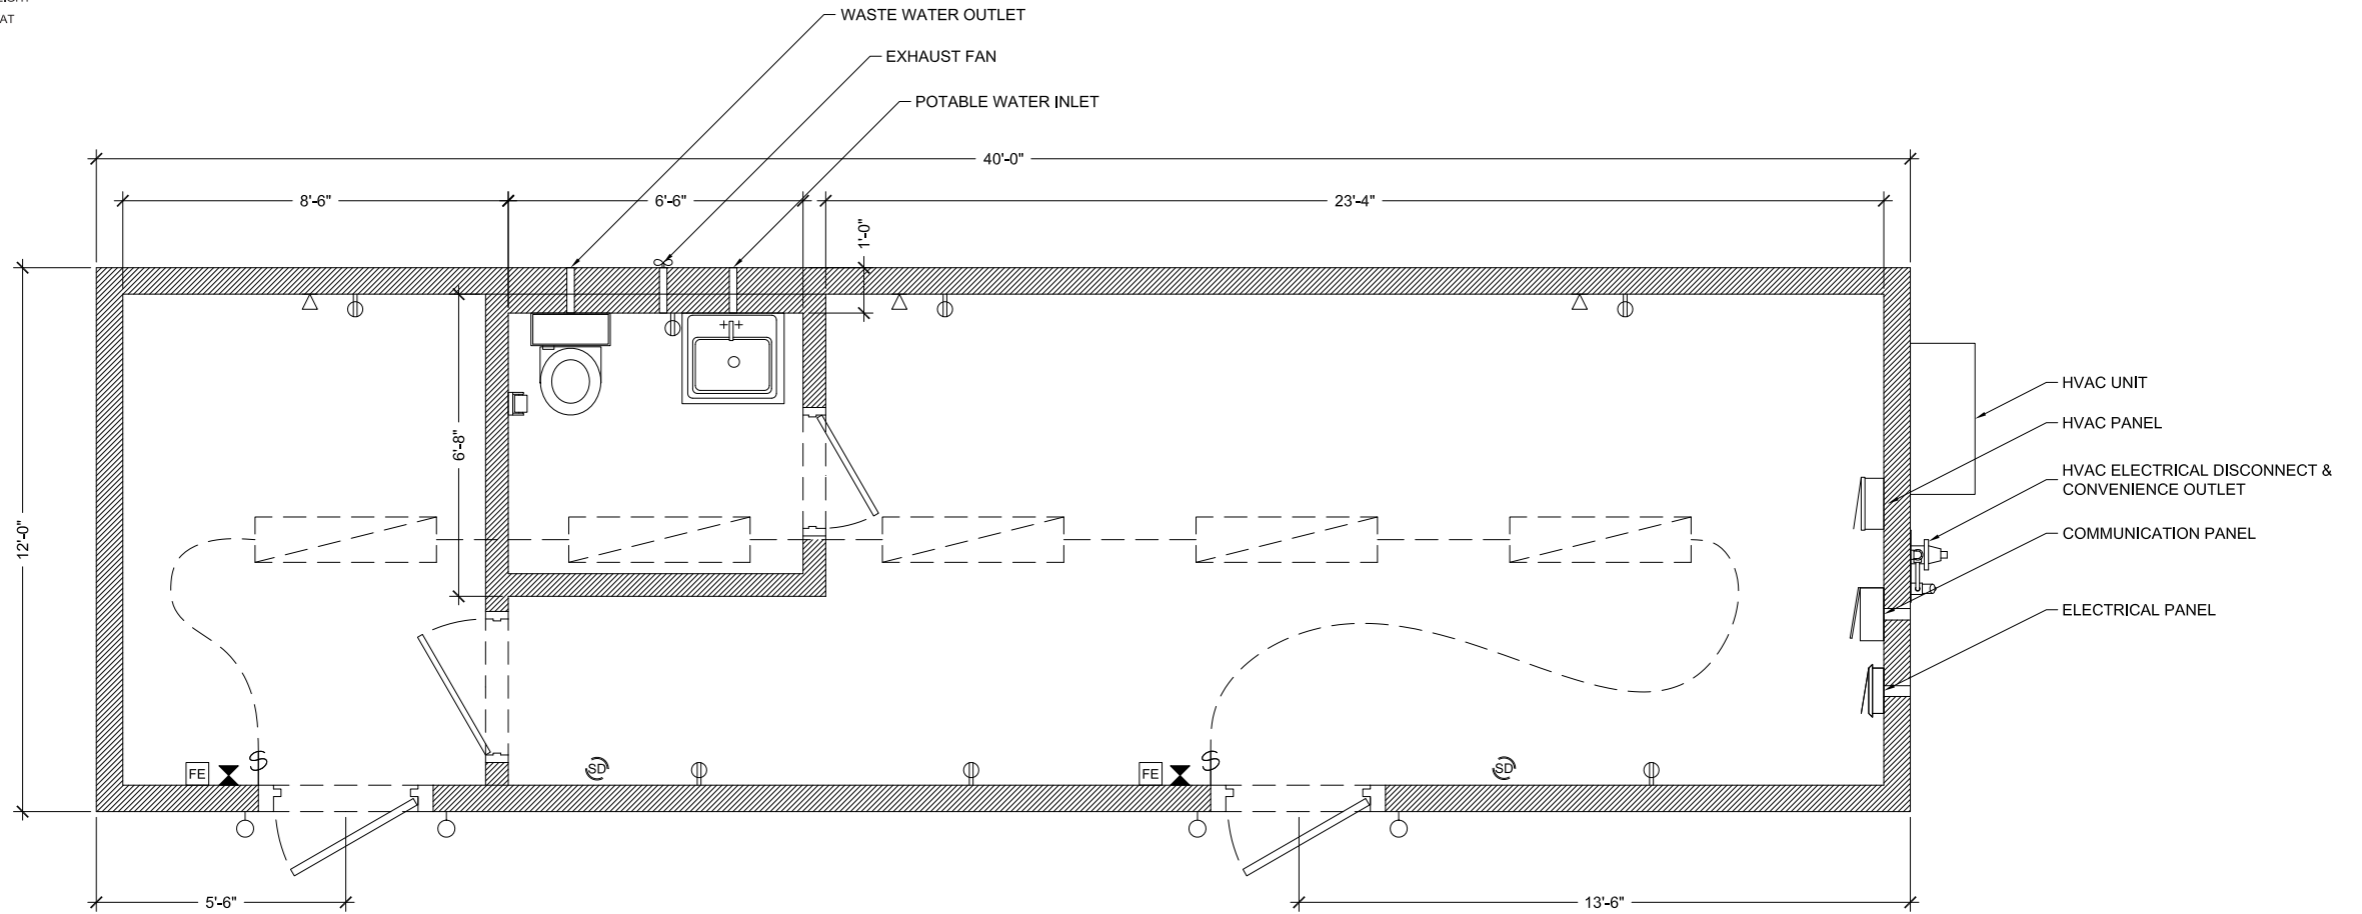 AT
WASTE WATER OUTLET
EXHAUST FAN
POTABLE WATER INLET
40'-0"
8'-6"
6'-6"
23'-4"
1'-0"
HVAC UNIT
HVAC PANEL
6'-8"
HVAC ELECTRICAL DISCONNECT &
CONVENIENCE OUTLET
12'-0"
COMMUNICATION PANEL
ELECTRICAL PANEL
FE
S
SD
FE
S
SD
5'-6"
13'-6"